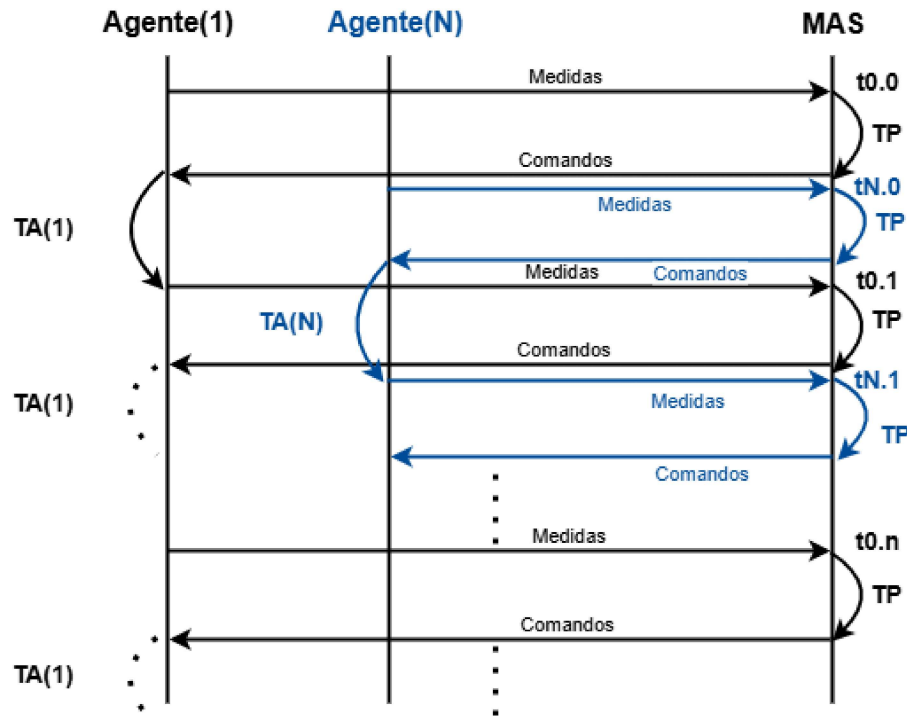 Agente(1)
Agente(N)
MAS
Medidas
t0.0
TP
Comandos
tN.0
Medidas
TP
TA(1)
Comandos
Medidas
t0.1
TA(N)
TP
Comandos
tN.1
TA(1)
Medidas
TP
Comandos
Medidas
t0.n
TP
Comandos
TA(1)